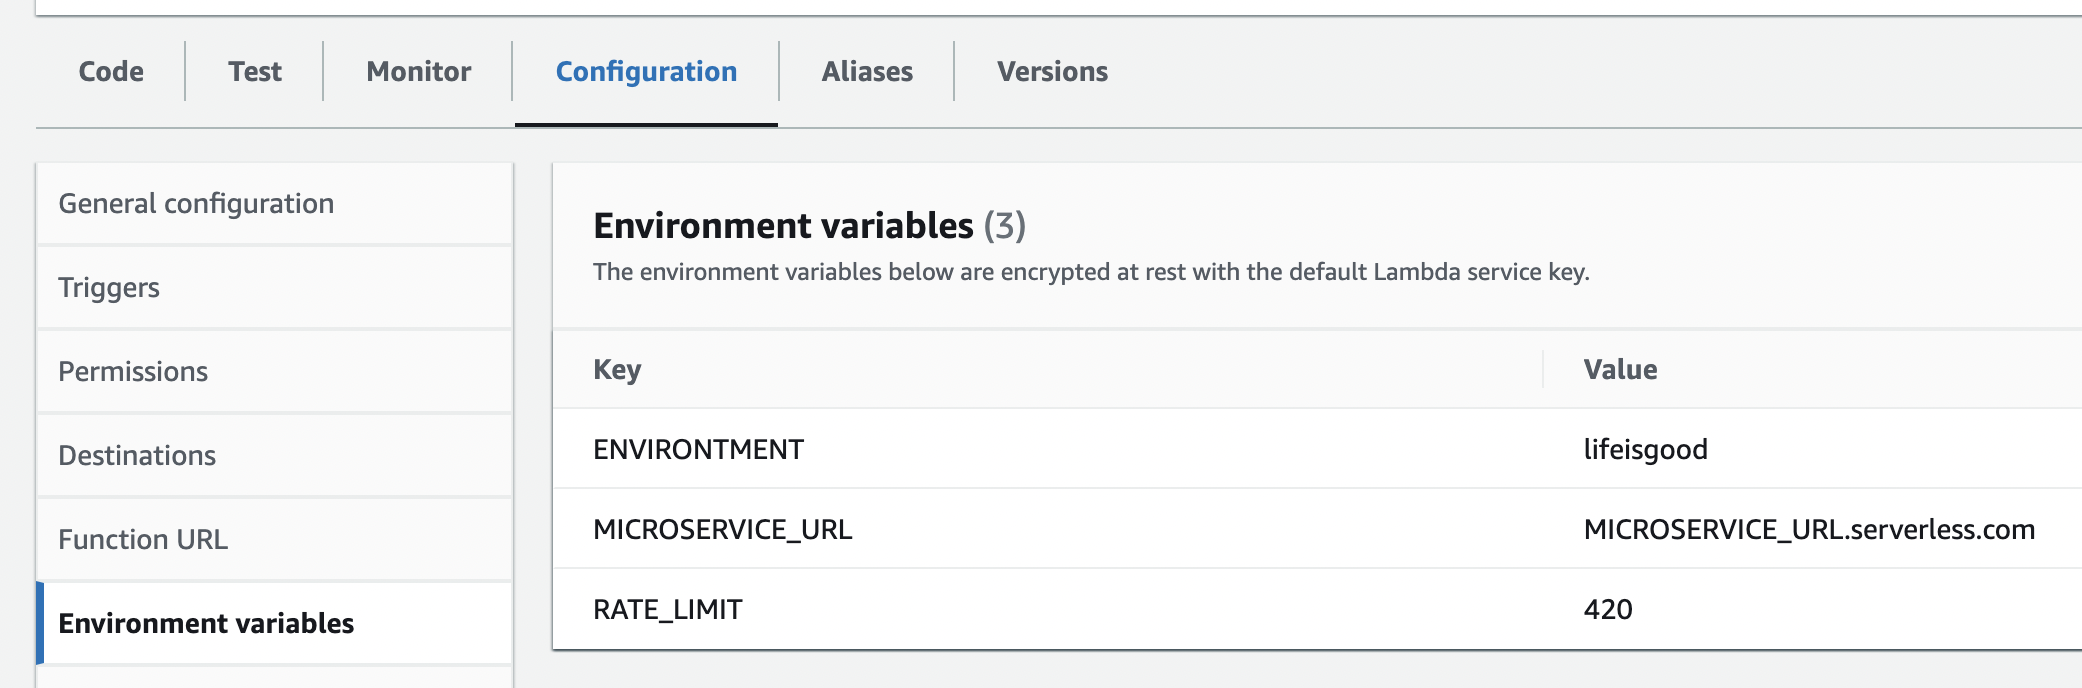 Code Test Monitor Configuration Aliases Versions
General configuration
Triggers
Permissions
Destinations
Function URL
Environment variables
Environment variables (3)
The environment variables below are encrypted at rest with the default Lambda service key.
Key Value
ENVIRONTMENT lifeisgood
MICROSERVICE_URL MICROSERVICE_URL.serverless.com
RATE_LIMIT 420